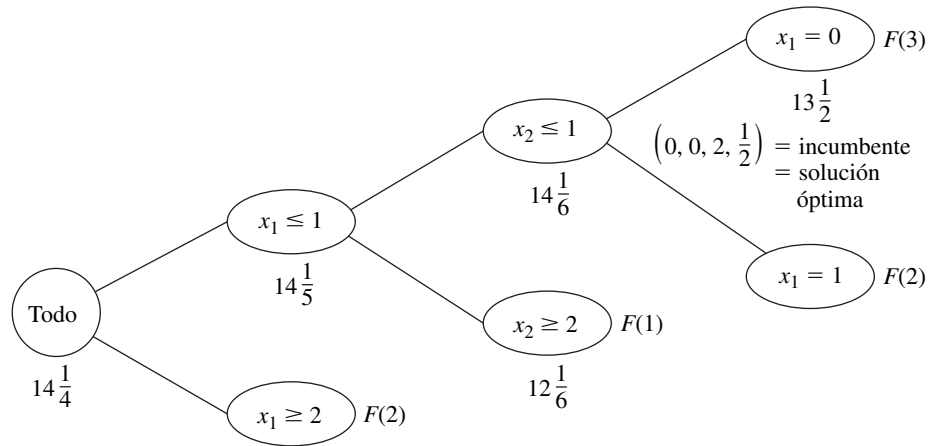 x₁ = 0 F(3)
13 1/2
x₂ ≤ 1
14 1/6
(0, 0, 2, 1/2) = incumbente
= solución
óptima
x₁ ≤ 1
14 1/5
x₁ = 1 F(2)
Todo
14 1/4
x₂ ≥ 2 F(1)
12 1/6
x₁ ≥ 2 F(2)